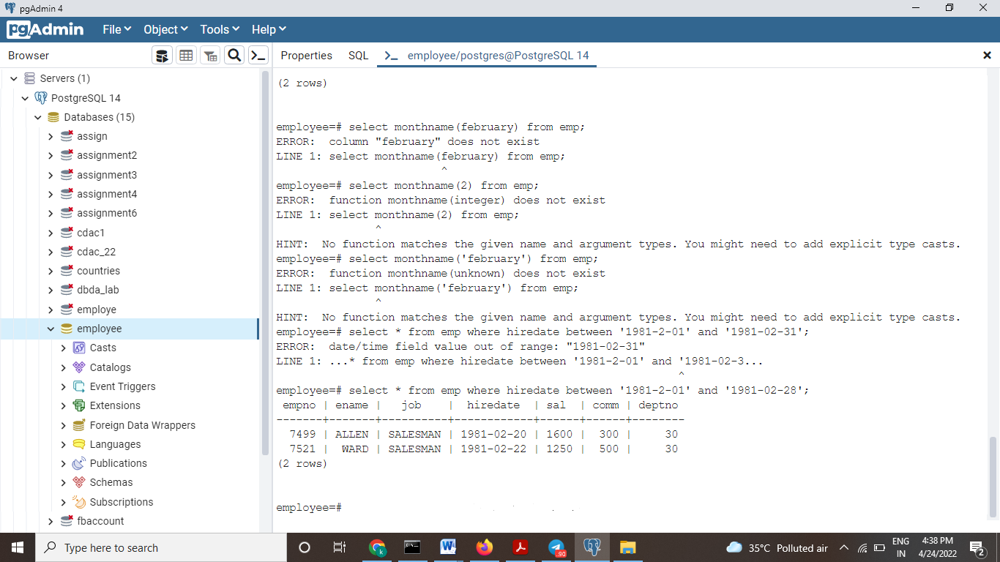 pgAdmin 4
pgAdmin File Object Tools Help
Browser
Properties SQL employee/postgres@PostgreSQL 14
Servers (1)
PostgreSQL 14
Databases (15)
assign
assignment2
assignment3
assignment4
assignment6
cdac1
cdac_22
countries
dbda_lab
employe
employee
Casts
Catalogs
Event Triggers
Extensions
Foreign Data Wrappers
Languages
Publications
Schemas
Subscriptions
fbaccount
(2 rows)
employee=# select monthname(february) from emp;
ERROR:  column "february" does not exist
LINE 1: select monthname(february) from emp;
^
employee=# select monthname(2) from emp;
ERROR:  function monthname(integer) does not exist
LINE 1: select monthname(2) from emp;
^
HINT:  No function matches the given name and argument types. You might need to add explicit type casts.
employee=# select monthname('february') from emp;
ERROR:  function monthname(unknown) does not exist
LINE 1: select monthname('february') from emp;
^
HINT:  No function matches the given name and argument types. You might need to add explicit type casts.
employee=# select * from emp where hiredate between '1981-2-01' and '1981-02-31';
ERROR:  date/time field value out of range: "1981-02-31"
LINE 1: ...* from emp where hiredate between '1981-2-01' and '1981-02-3...
^
employee=# select * from emp where hiredate between '1981-2-01' and '1981-02-28';
empno | ename |   job    |  hiredate  | sal  | comm | deptno
-------+-------+----------+------------+------+------+--------
7499 | ALLEN | SALESMAN | 1981-02-20 | 1600 |  300 |     30
7521 |  WARD | SALESMAN | 1981-02-22 | 1250 |  500 |     30
(2 rows)
employee=#
Type here to search
k
W
.90
35°C Polluted air
ENG
IN
4:38 PM
4/24/2022
2